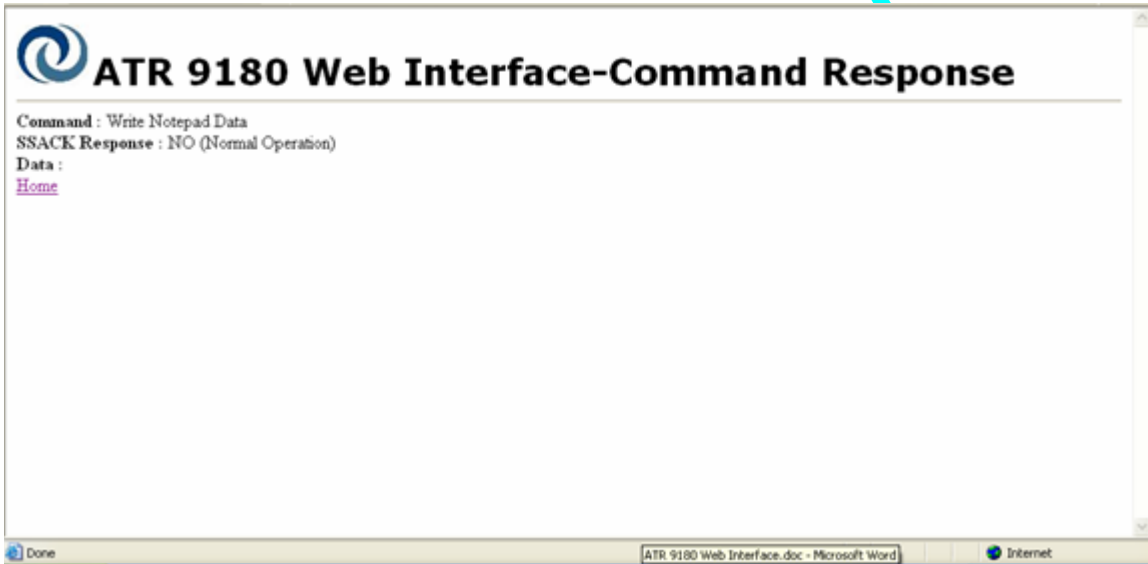 ATR 9180 Web Interface-Command Response
Command : Write Notepad Data
SSACK Response : NO (Normal Operation)
Data :
Home
Done
ATR 9180 Web Interface.doc - Microsoft Word
Internet